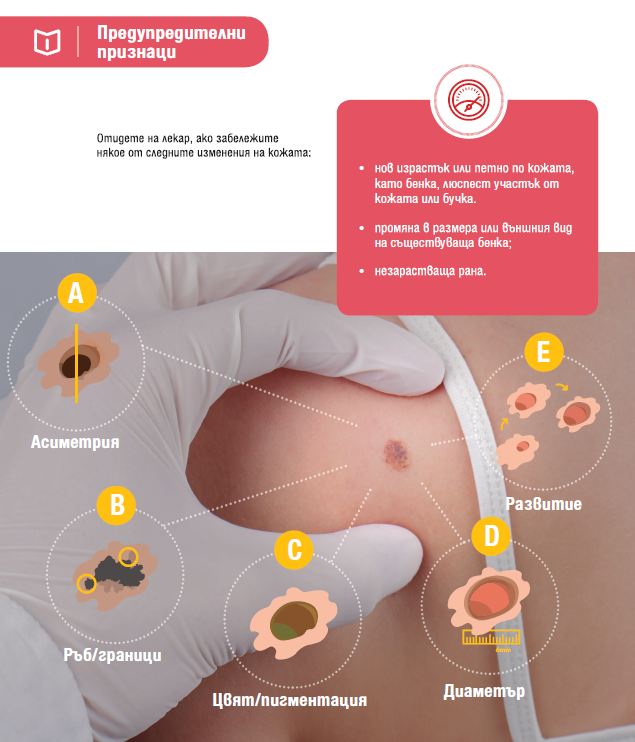 Предупредителни
признаци
Отидете на лекар, ако забележите
някое от следните изменения на кожата:
• нов израстък или петно по кожата,
като бенка, люспест участък от
кожата или бучка.
• промяна в размера или външния вид
на съществуваща бенка;
• незарастваща рана.
A
Асиметрия
B
Ръб/граници
C
Цвят/пигментация
D
6mm
Диаметър
E
Развитие